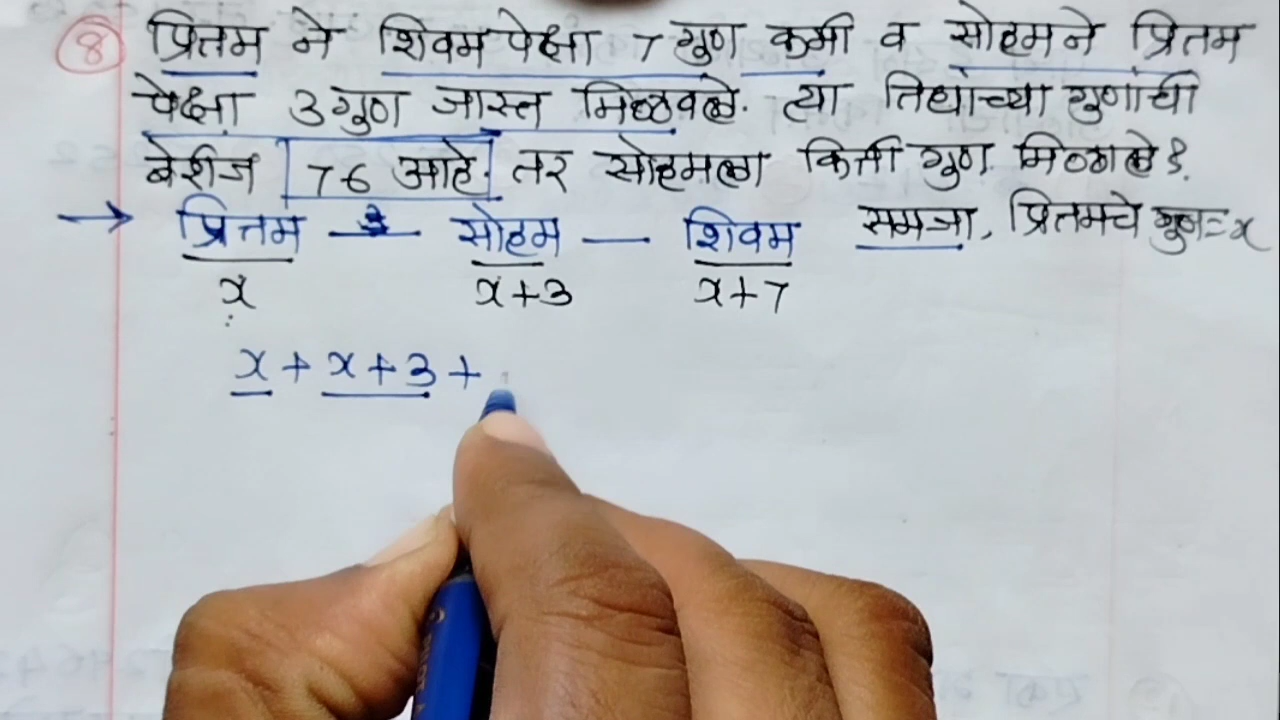 8 प्रितम ने शिवम पेक्षा 7 गुण कमी व सोहमने प्रितम
पेक्षा 3 गुण जास्त मिळवले. त्या तिघांच्या गुणांची
बेरीज 76 आहे. तर सोहमला किती गुण मिळाले?
→ प्रितम — सोहम — शिवम समजा, प्रितमचे गुण = x
x x+3 x+7
x + x+3 +